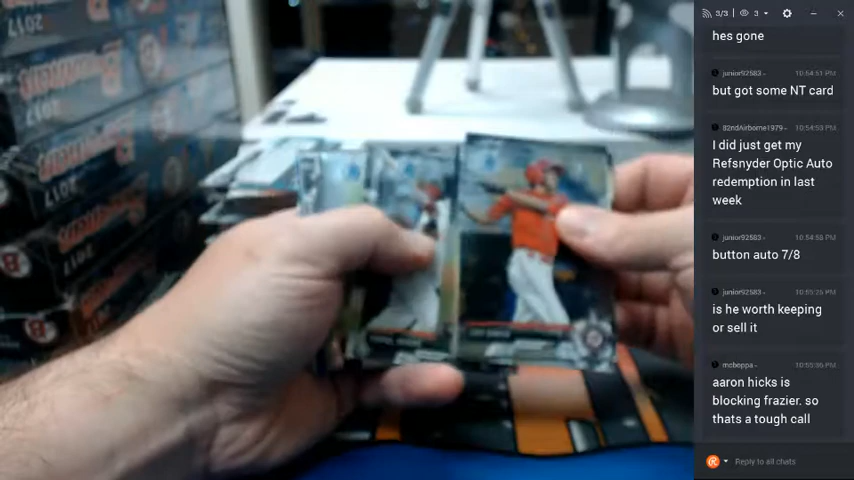 3/3
3
hes gone
junior92583 -
10:54:51 PM
but got some NT card
82ndAirborne1979 -
10:54:53 PM
I did just get my
Refsnyder Optic Auto
redemption in last
week
junior92583 -
10:54:56 PM
button auto 7/8
junior92583 -
10:55:26 PM
is he worth keeping
or sell it
mcboppa -
10:55:36 PM
aaron hicks is
blocking frazier. so
thats a tough call
Reply to all chats
2017
2017